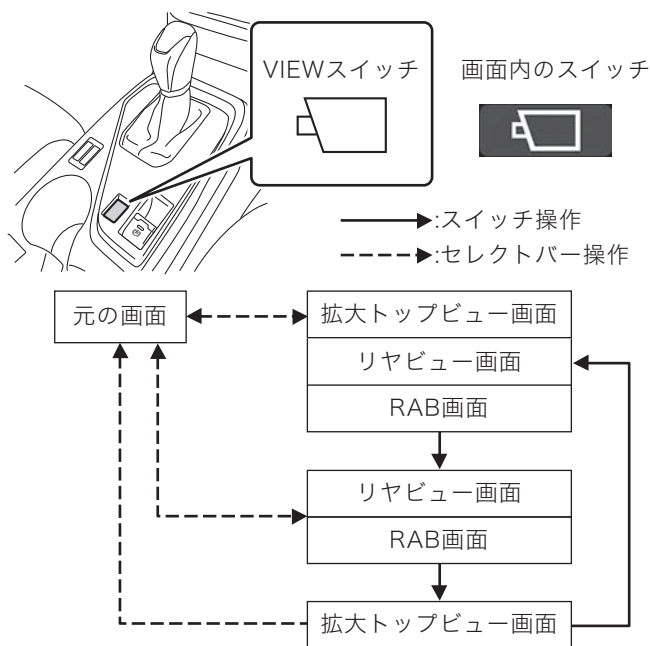 VIEWスイッチ
画面内のスイッチ
:スイッチ操作
:セレクトバー操作
元の画面
拡大トップビュー画面
リヤビュー画面
RAB画面
リヤビュー画面
RAB画面
拡大トップビュー画面